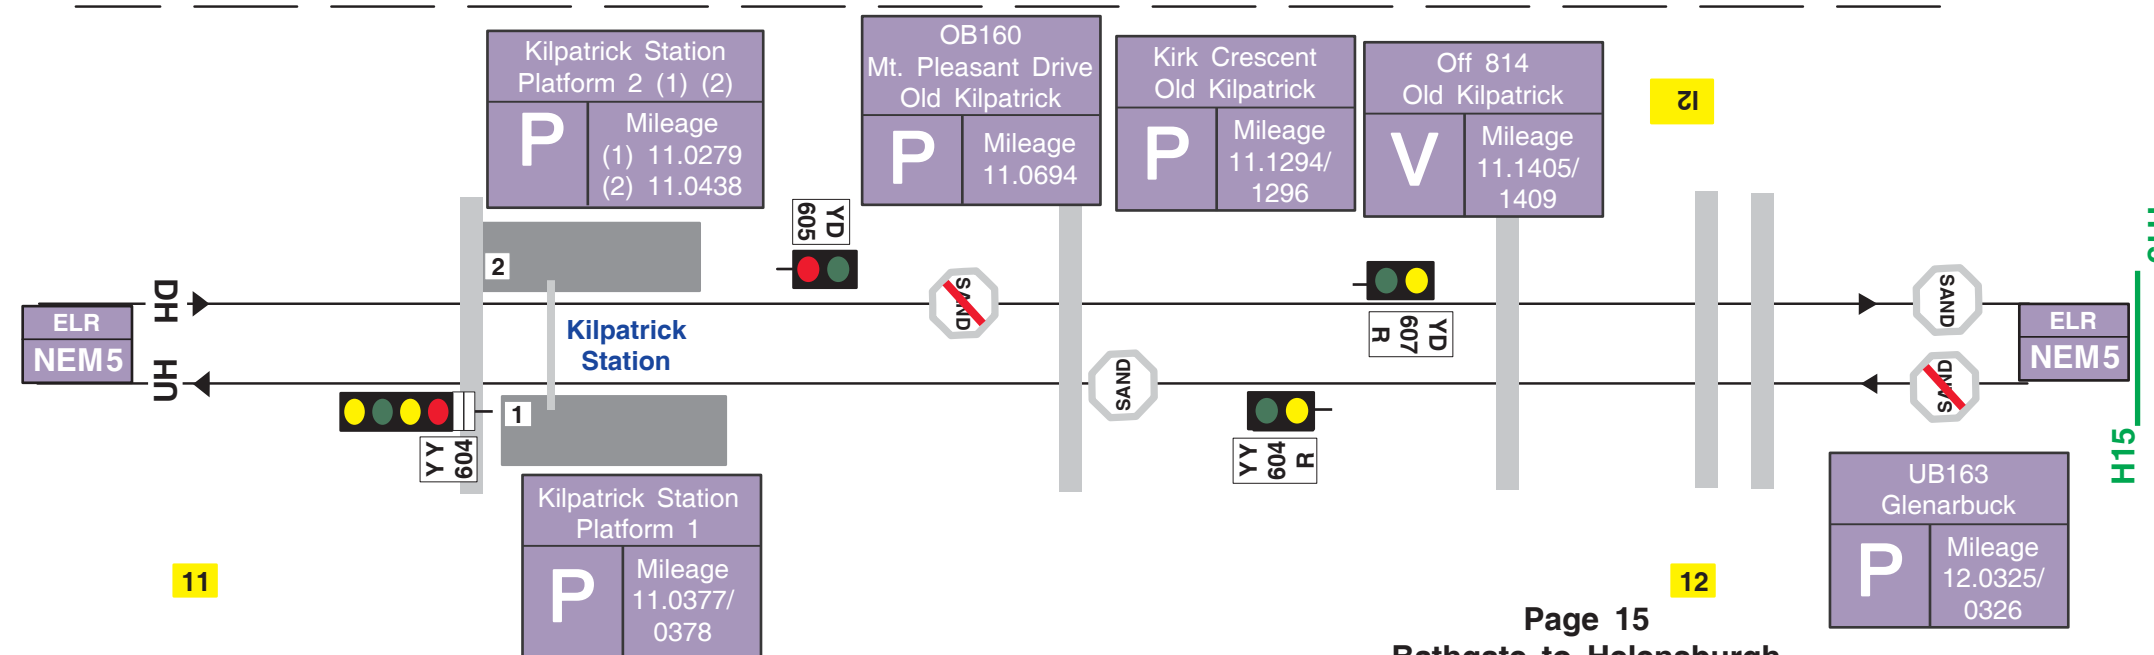 Kilpatrick Station
Platform 2 (1) (2)
P
Mileage
(1) 11.0279
(2) 11.0438
OB160
Mt. Pleasant Drive
Old Kilpatrick
P
Mileage
11.0694
Kirk Crescent
Old Kilpatrick
P
Mileage
11.1294/
1296
Off 814
Old Kilpatrick
V
Mileage
11.1405/
1409
12
YD
605
2
DH
SAND
SAND
ELR
NEM5
Kilpatrick
Station
YD
607
R
ELR
NEM5
UH
SAND
SAND
1
YY
604
YY
604
R
H15
Kilpatrick Station
Platform 1
P
Mileage
11.0377/
0378
UB163
Glenarbuck
P
Mileage
12.0325/
0326
11
12
Page 15
Bathgate to Helensburgh